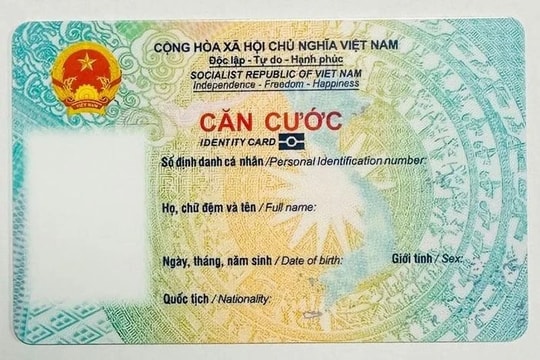 CỘNG HÒA XÃ HỘI CHỦ NGHĨA VIỆT NAM
Độc lập - Tự do - Hạnh phúc
SOCIALIST REPUBLIC OF VIET NAM
Independence - Freedom - Happiness
CĂN CƯỚC
IDENTITY CARD
Số định danh cá nhân / Personal Identification number:
Họ, chữ đệm và tên / Full name:
Ngày, tháng, năm sinh / Date of birth: Giới tính / Sex:
Quốc tịch / Nationality:
VIỆT NAM